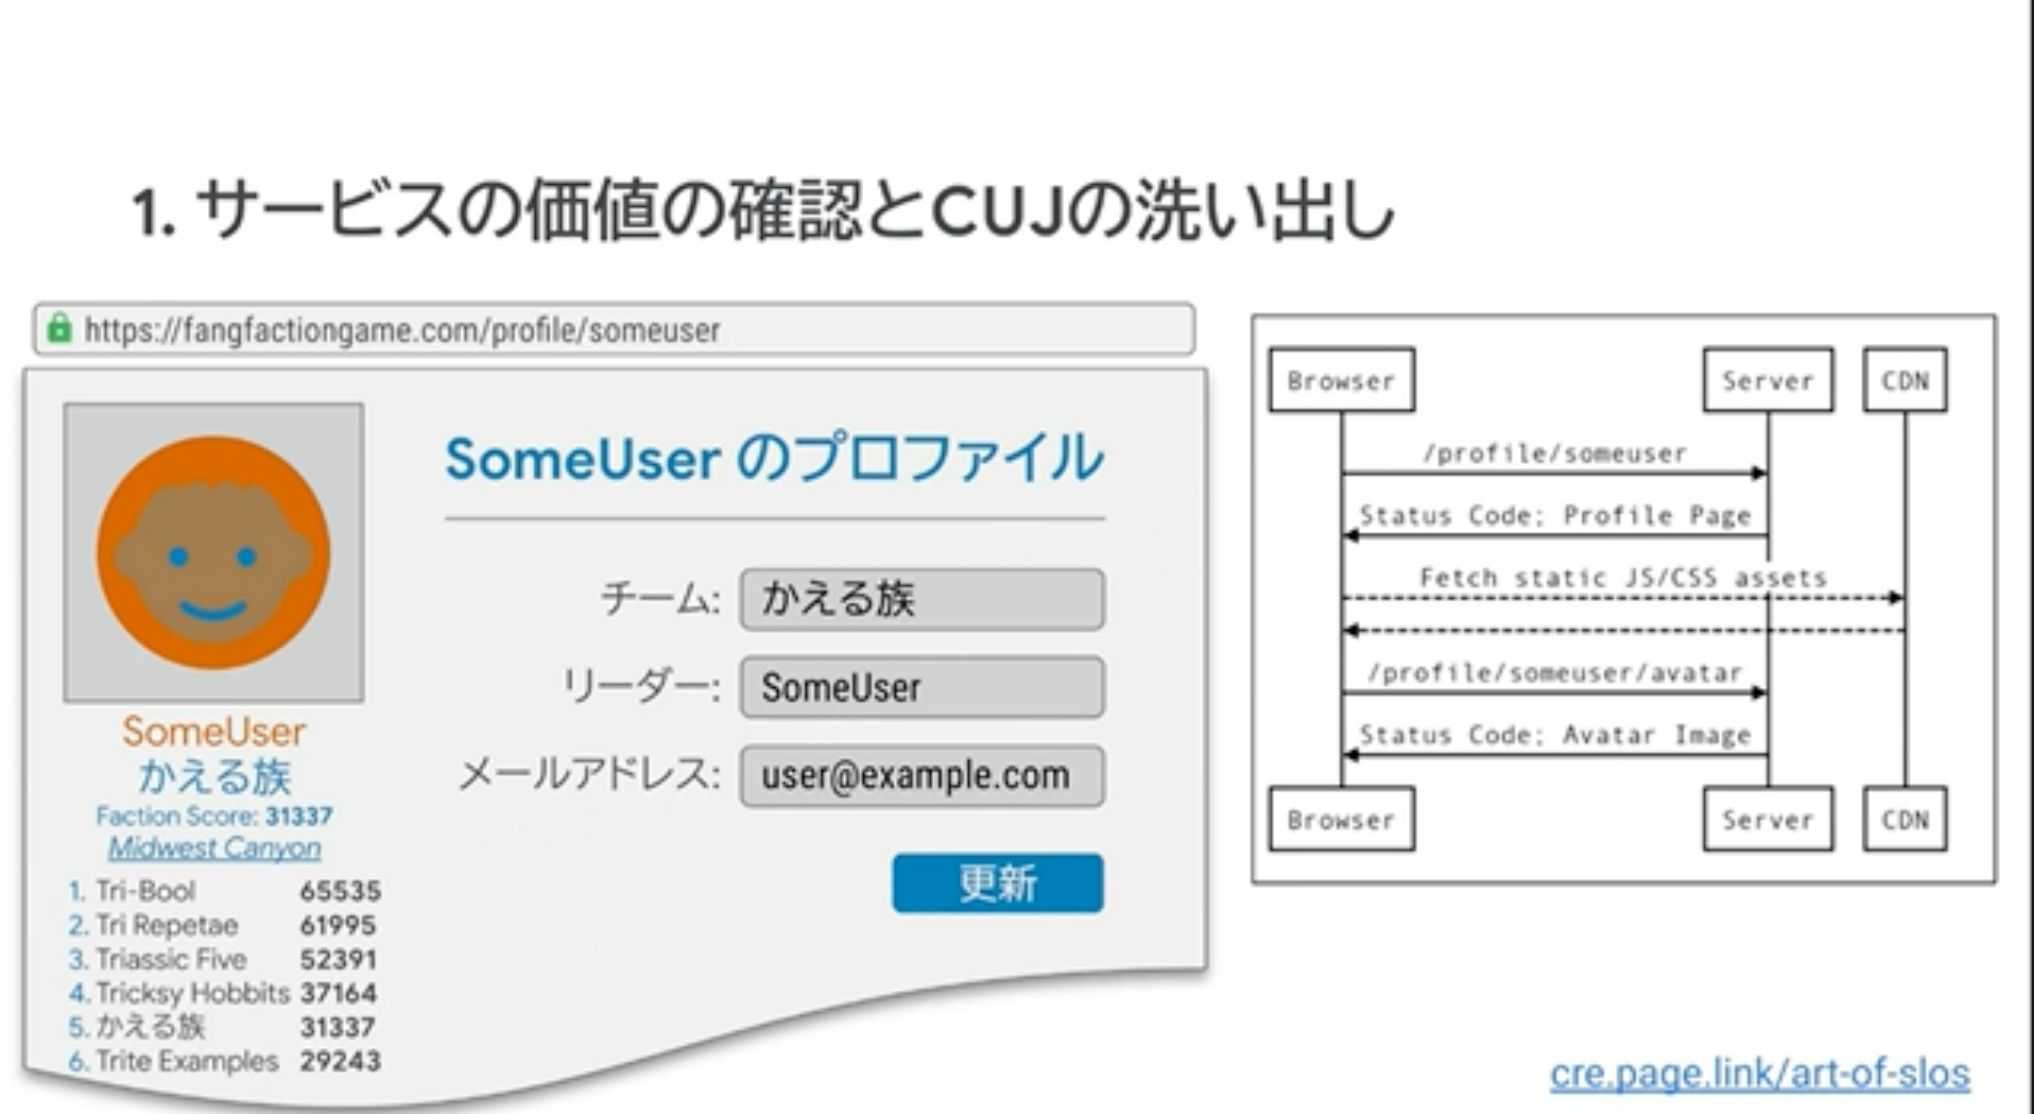 1. サービスの価値の確認とCUJの洗い出し
https://fangfactiongame.com/profile/someuser
SomeUser のプロファイル
チーム: かえる族
リーダー: SomeUser
メールアドレス: user@example.com
更新
SomeUser
かえる族
Faction Score: 31337
Midwest Canyon
1. Tri-Bool 65535
2. Tri Repetae 61995
3. Triassic Five 52391
4. Tricksy Hobbits 37164
5. かえる族 31337
6. Trite Examples 29243
Browser Server CDN
/profile/someuser
Status Code; Profile Page
Fetch static JS/CSS assets
/profile/someuser/avatar
Status Code; Avatar Image
Browser Server CDN
cre.page.link/art-of-slos